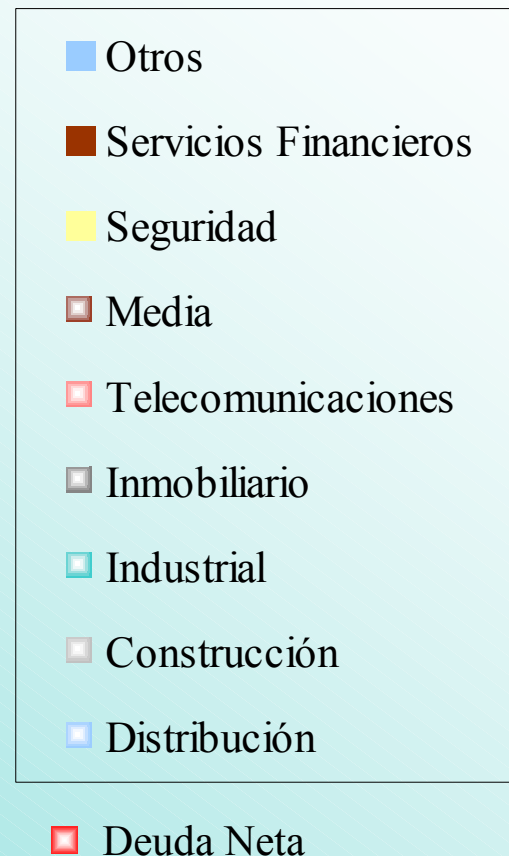 Otros
Servicios Financieros
Seguridad
Media
Telecomunicaciones
Inmobiliario
Industrial
Construcción
Distribución
Deuda Neta